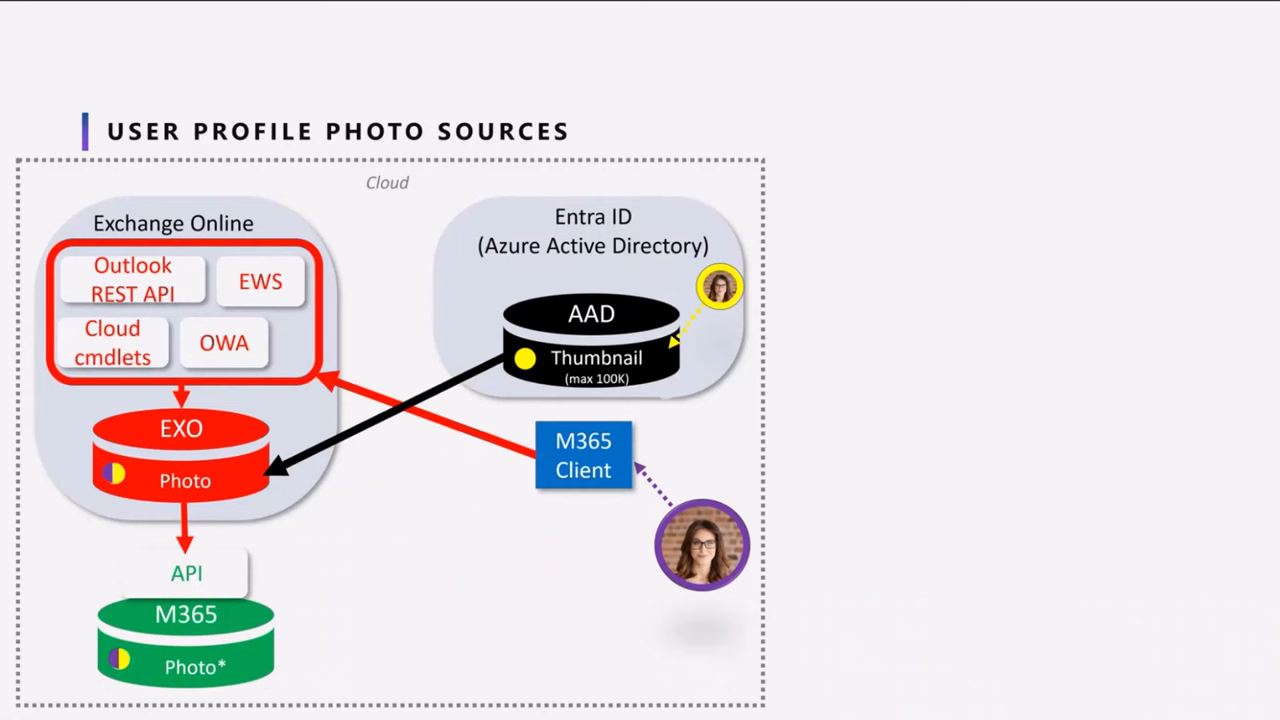 USER PROFILE PHOTO SOURCES
Cloud
Exchange Online
Outlook
REST API
EWS
Cloud
cmdlets
OWA
EXO
Photo
API
M365
Photo*
Entra ID
(Azure Active Directory)
AAD
Thumbnail
(max 100K)
M365
Client